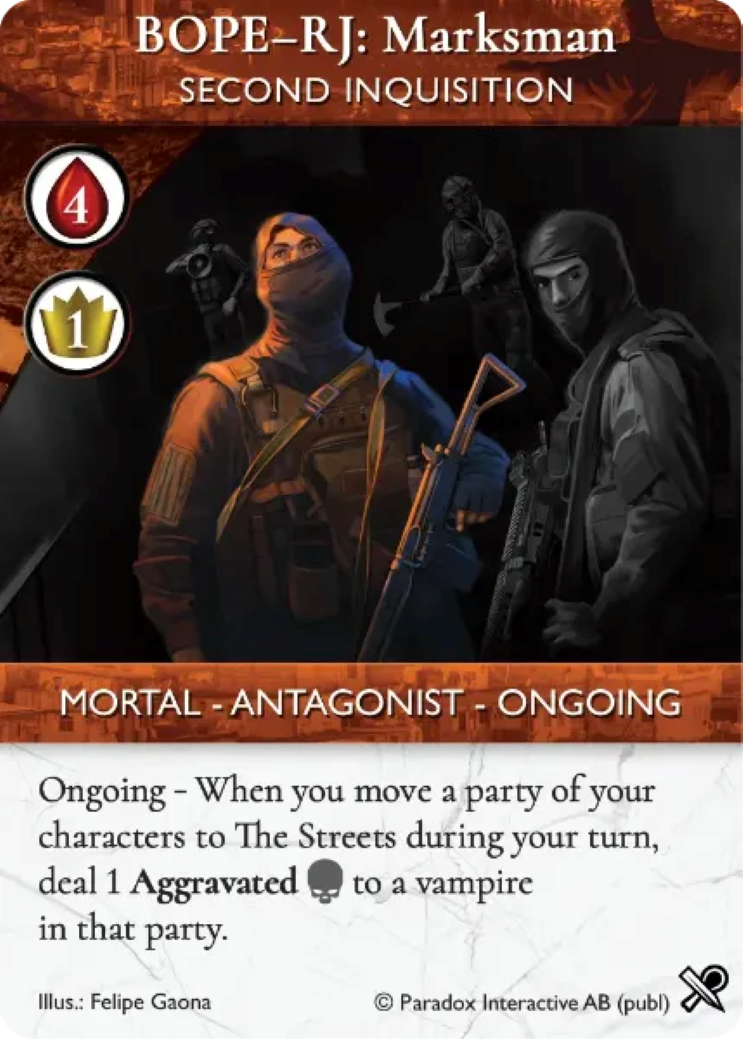 BOPE–RJ: Marksman
SECOND INQUISITION
4
1
MORTAL - ANTAGONIST - ONGOING
Ongoing – When you move a party of your
characters to The Streets during your turn,
deal 1 Aggravated to a vampire
in that party.
Illus.: Felipe Gaona © Paradox Interactive AB (publ)